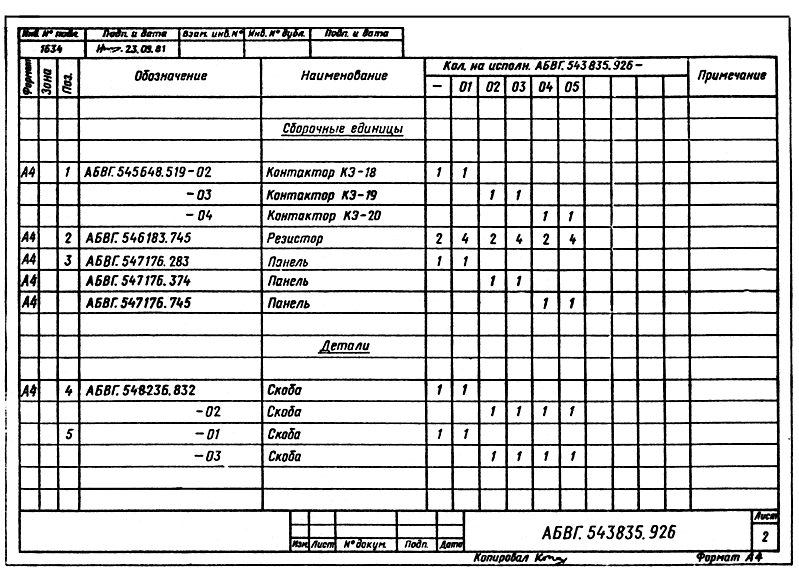 Инв. № подл. Подп. и дата Взам. инв. № Инв. № дубл. Подп. и дата
1634 23.09.81
Формат Зона Поз. Обозначение Наименование Кол. на исполн. АБВГ.543835.926– Примечание
– 01 02 03 04 05
Сборочные единицы
А4 1 АБВГ.545648.519–02 Контактор КЭ-18 1 1
–03 Контактор КЭ-19 1 1
–04 Контактор КЭ-20 1 1
А4 2 АБВГ.546183.745 Резистор 2 4 2 4 2 4
А4 3 АБВГ.547176.283 Панель 1 1
А4 АБВГ.547176.374 Панель 1 1
А4 АБВГ.547176.745 Панель 1 1
Детали
А4 4 АБВГ.548236.832 Скоба 1 1
–02 Скоба 1 1 1 1
5 –01 Скоба 1 1
–03 Скоба 1 1 1 1
АБВГ.543835.926 Лист
2
Изм. Лист № докум. Подп. Дата
Копировал Формат А4